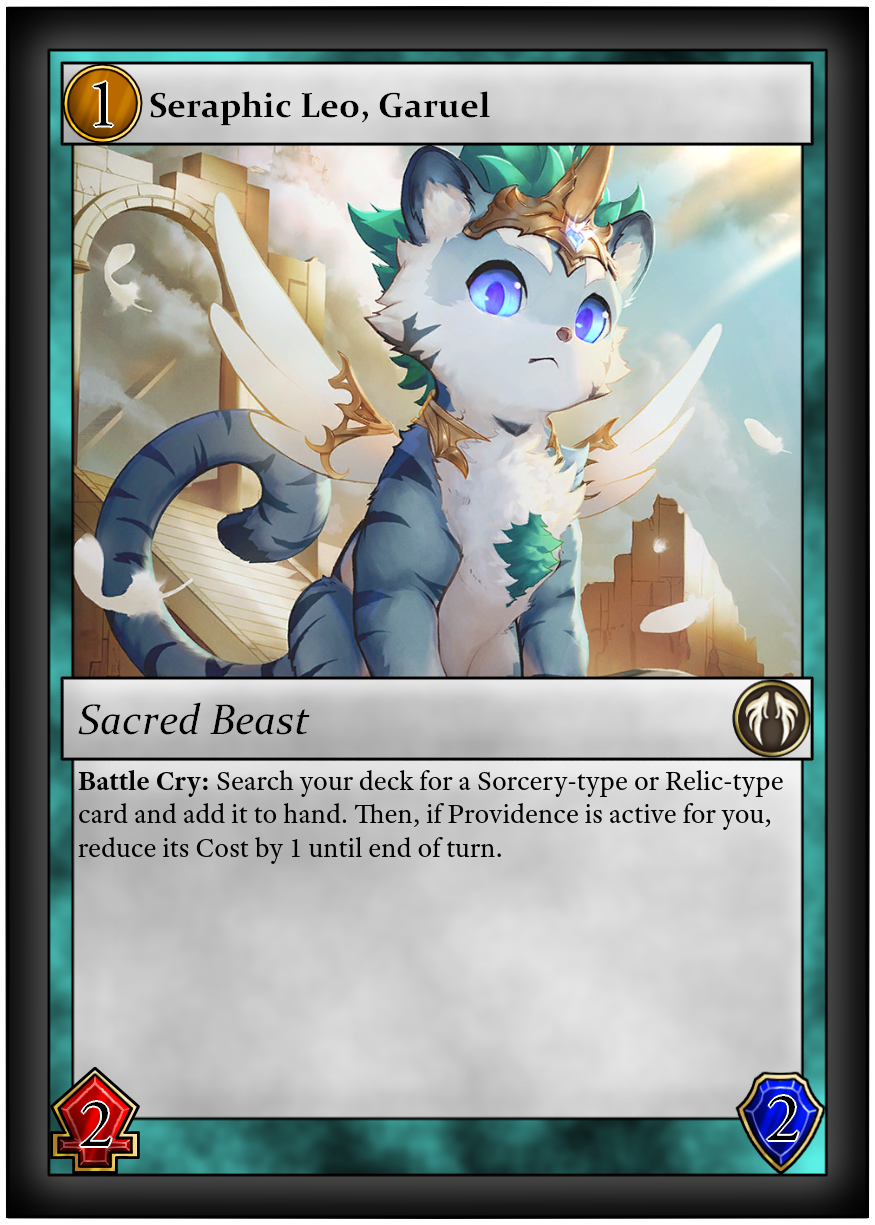 1
Seraphic Leo, Garuel
Sacred Beast
Battle Cry: Search your deck for a Sorcery-type or Relic-type
card and add it to hand. Then, if Providence is active for you,
reduce its Cost by 1 until end of turn.
2
2